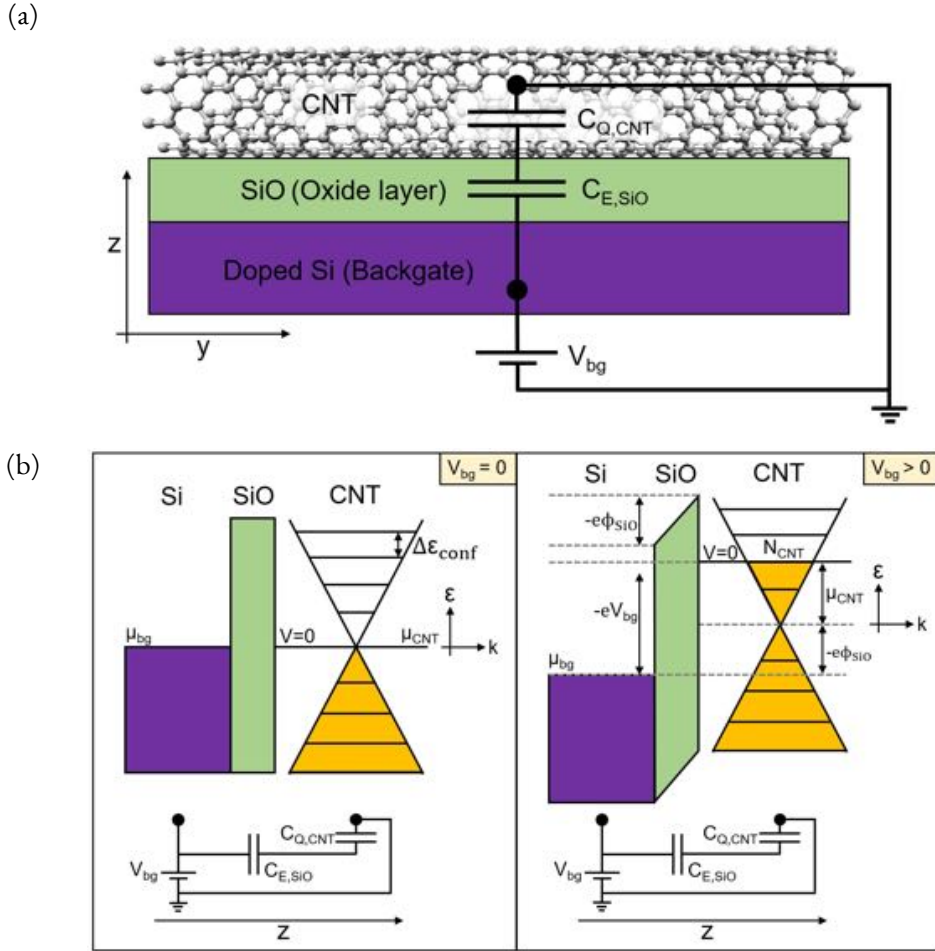 (a)
CNT
C_Q,CNT
SiO (Oxide layer)
C_E,SiO
z
Doped Si (Backgate)
y
V_bg
(b)
V_bg = 0
Si SiO CNT
Δε_conf
ε
μ_bg
V=0
μ_CNT
k
C_Q,CNT
V_bg
C_E,SiO
z
V_bg > 0
Si SiO CNT
-eϕ_SiO
V=0
N_CNT
μ_CNT
ε
-eV_bg
k
μ_bg
-eϕ_SiO
C_Q,CNT
V_bg
C_E,SiO
z